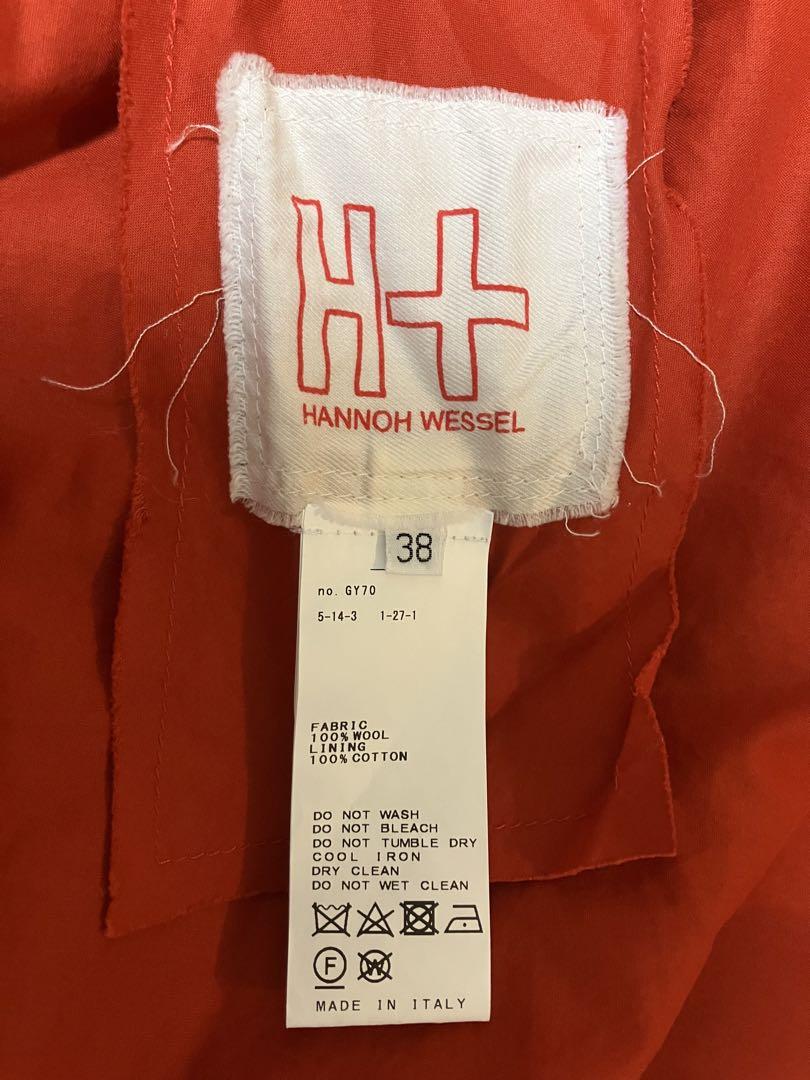 H+
HANNOH WESSEL
38
no. GY70
5-14-3 1-27-1
FABRIC
100% WOOL
LINING
100% COTTON
DO NOT WASH
DO NOT BLEACH
DO NOT TUMBLE DRY
COOL IRON
DRY CLEAN
DO NOT WET CLEAN
F W
MADE IN ITALY